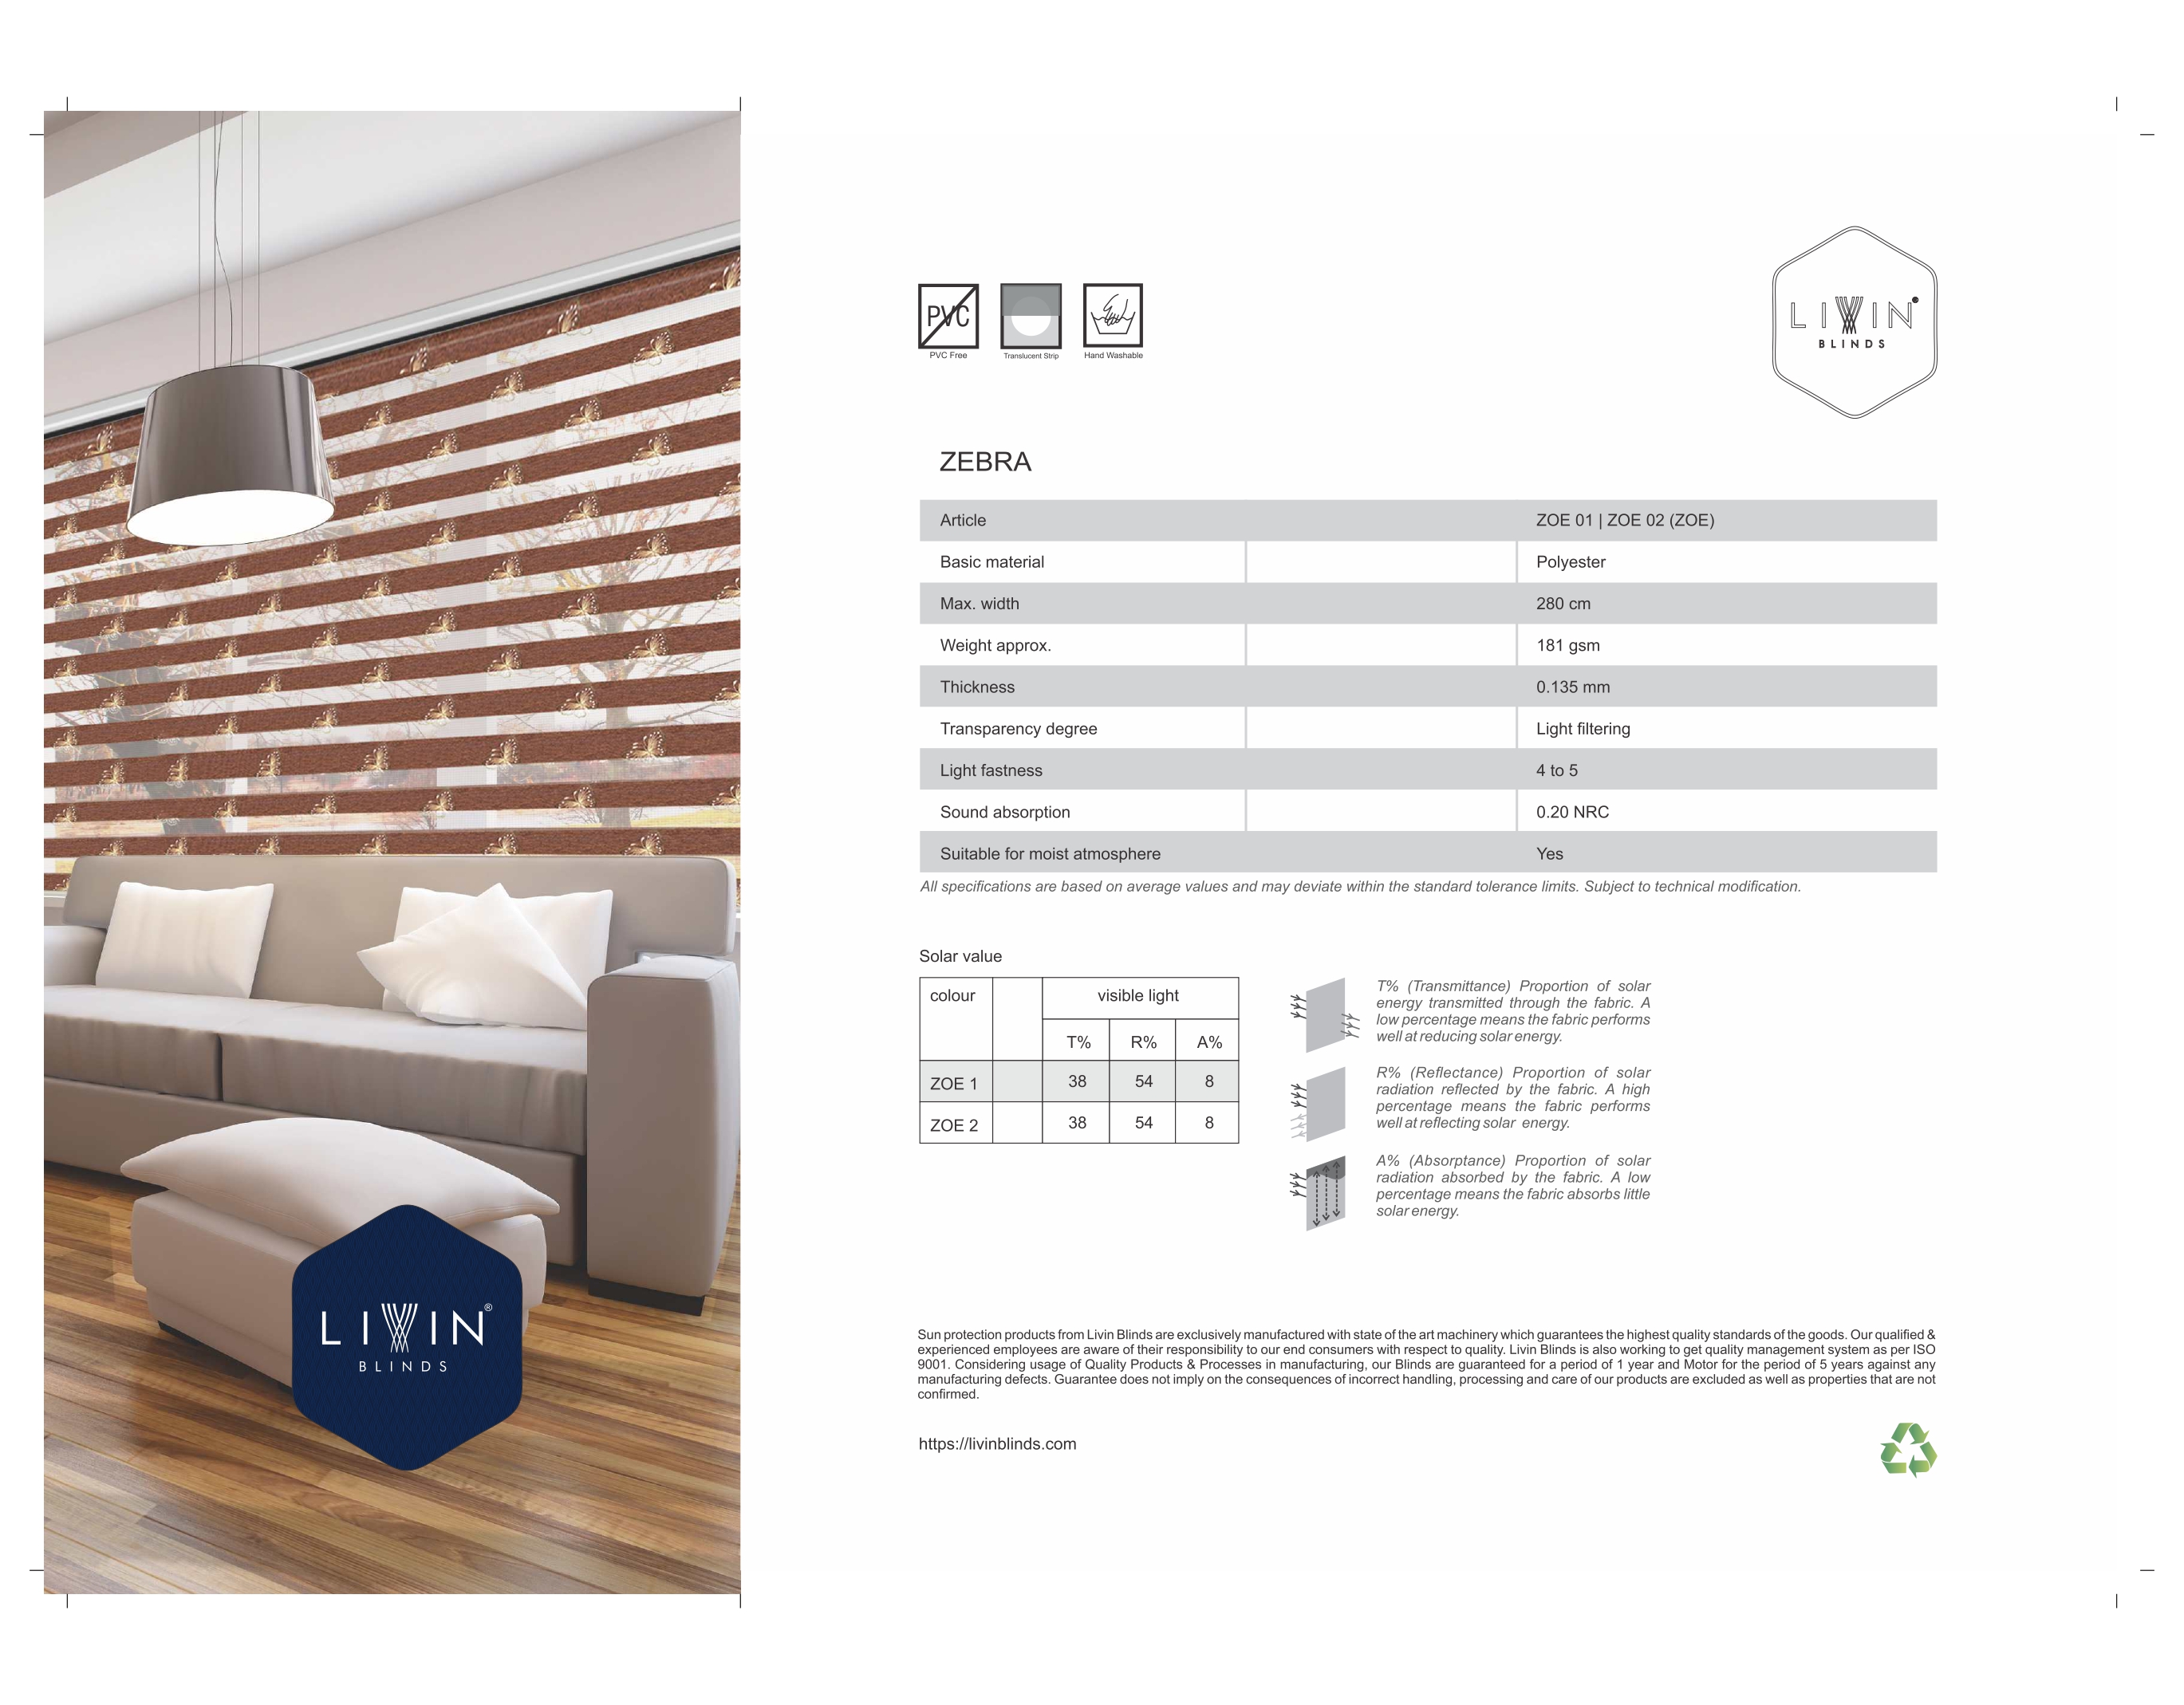 PVC
PVC Free
Translucent Strip
Hand Washable
LIVIN®
BLINDS
ZEBRA
Article ZOE 01 | ZOE 02 (ZOE)
Basic material Polyester
Max. width 280 cm
Weight approx. 181 gsm
Thickness 0.135 mm
Transparency degree Light filtering
Light fastness 4 to 5
Sound absorption 0.20 NRC
Suitable for moist atmosphere Yes
All specifications are based on average values and may deviate within the standard tolerance limits. Subject to technical modification.
Solar value
colour visible light
T% R% A%
ZOE 1 38 54 8
ZOE 2 38 54 8
T% (Transmittance) Proportion of solar
energy transmitted through the fabric. A
low percentage means the fabric performs
well at reducing solar energy.
R% (Reflectance) Proportion of solar
radiation reflected by the fabric. A high
percentage means the fabric performs
well at reflecting solar energy.
A% (Absorptance) Proportion of solar
radiation absorbed by the fabric. A low
percentage means the fabric absorbs little
solar energy.
LIVIN®
BLINDS
Sun protection products from Livin Blinds are exclusively manufactured with state of the art machinery which guarantees the highest quality standards of the goods. Our qualified &
experienced employees are aware of their responsibility to our end consumers with respect to quality. Livin Blinds is also working to get quality management system as per ISO
9001. Considering usage of Quality Products & Processes in manufacturing, our Blinds are guaranteed for a period of 1 year and Motor for the period of 5 years against any
manufacturing defects. Guarantee does not imply on the consequences of incorrect handling, processing and care of our products are excluded as well as properties that are not
confirmed.
https://livinblinds.com